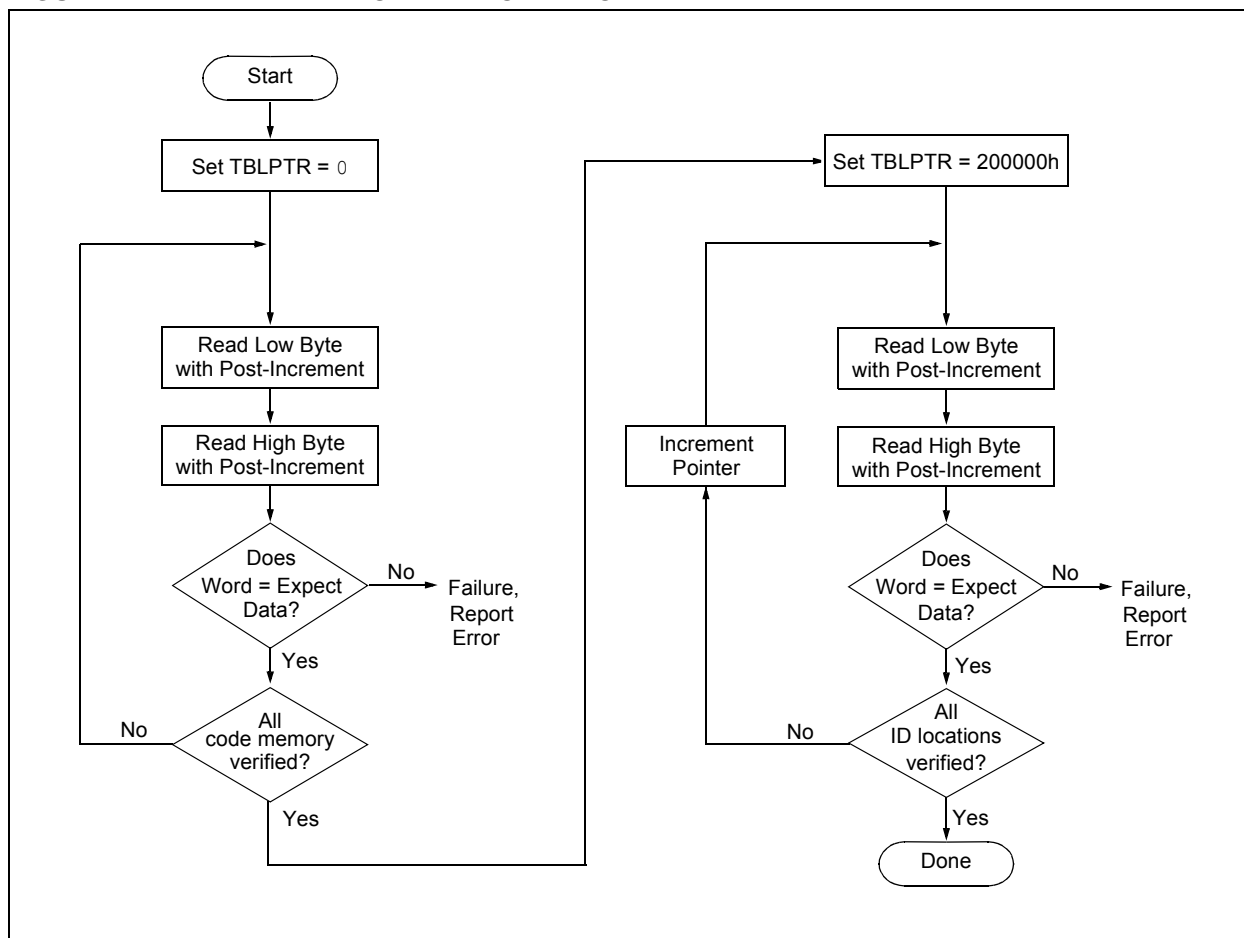 Start
Set TBLPTR = 0
Read Low Byte
with Post-Increment
Read High Byte
with Post-Increment
Does
Word = Expect
Data?
No
Failure,
Report
Error
Yes
All
code memory
verified?
No
Yes
Set TBLPTR = 200000h
Read Low Byte
with Post-Increment
Increment
Pointer
Read High Byte
with Post-Increment
Does
Word = Expect
Data?
No
Failure,
Report
Error
Yes
All
ID locations
verified?
No
Yes
Done